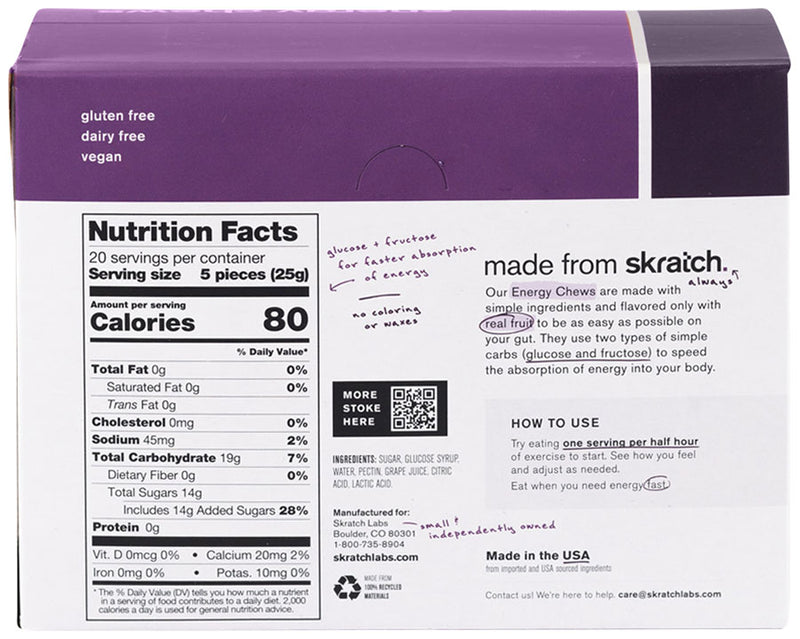 energy chews
gluten free
dairy free
vegan
Nutrition Facts
20 servings per container
Serving size 5 pieces (25g)
Amount per serving
Calories 80
% Daily Value*
Total Fat 0g 0%
Saturated Fat 0g 0%
Trans Fat 0g
Cholesterol 0mg 0%
Sodium 45mg 2%
Total Carbohydrate 19g 7%
Dietary Fiber 0g 0%
Total Sugars 14g
Includes 14g Added Sugars 28%
Protein 0g
Vit. D 0mcg 0% • Calcium 20mg 2%
Iron 0mg 0% • Potas. 10mg 0%
* The % Daily Value (DV) tells you how much a nutrient
in a serving of food contributes to a daily diet. 2,000
calories a day is used for general nutrition advice.
glucose + fructose
for faster absorption
of energy
no coloring
or waxes
MORE
STOKE
HERE
INGREDIENTS: SUGAR, GLUCOSE SYRUP,
WATER, PECTIN, GRAPE JUICE, CITRIC
ACID, LACTIC ACID.
Manufactured for:
Skratch Labs
Boulder, CO 80301
1-800-735-8904
skratchlabs.com
small &
independently owned
MADE FROM
100% RECYCLED
MATERIALS
made from skratch.
always
Our Energy Chews are made with
simple ingredients and flavored only with
real fruit to be as easy as possible on
your gut. They use two types of simple
carbs (glucose and fructose) to speed
the absorption of energy into your body.
HOW TO USE
Try eating one serving per half hour
of exercise to start. See how you feel
and adjust as needed.
Eat when you need energy fast.
Made in the USA
from imported and USA sourced ingredients
Contact us! We're here to help. care@skratchlabs.com